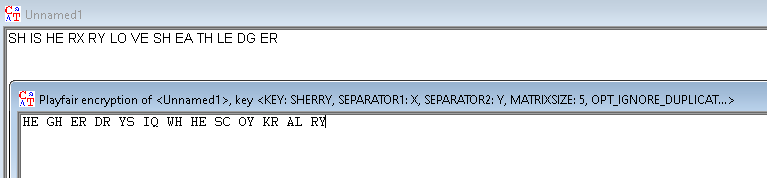 Unnamed1
SH IS HE RX RY LO VE SH EA TH LE DG ER
Playfair encryption of <Unnamed1>, key <KEY: SHERRY, SEPARATOR1: X, SEPARATOR2: Y, MATRIXSIZE: 5, OPT_IGNORE_DUPLICAT...>
HE GH ER DR YS IQ WH HE SC OY KR AL RY